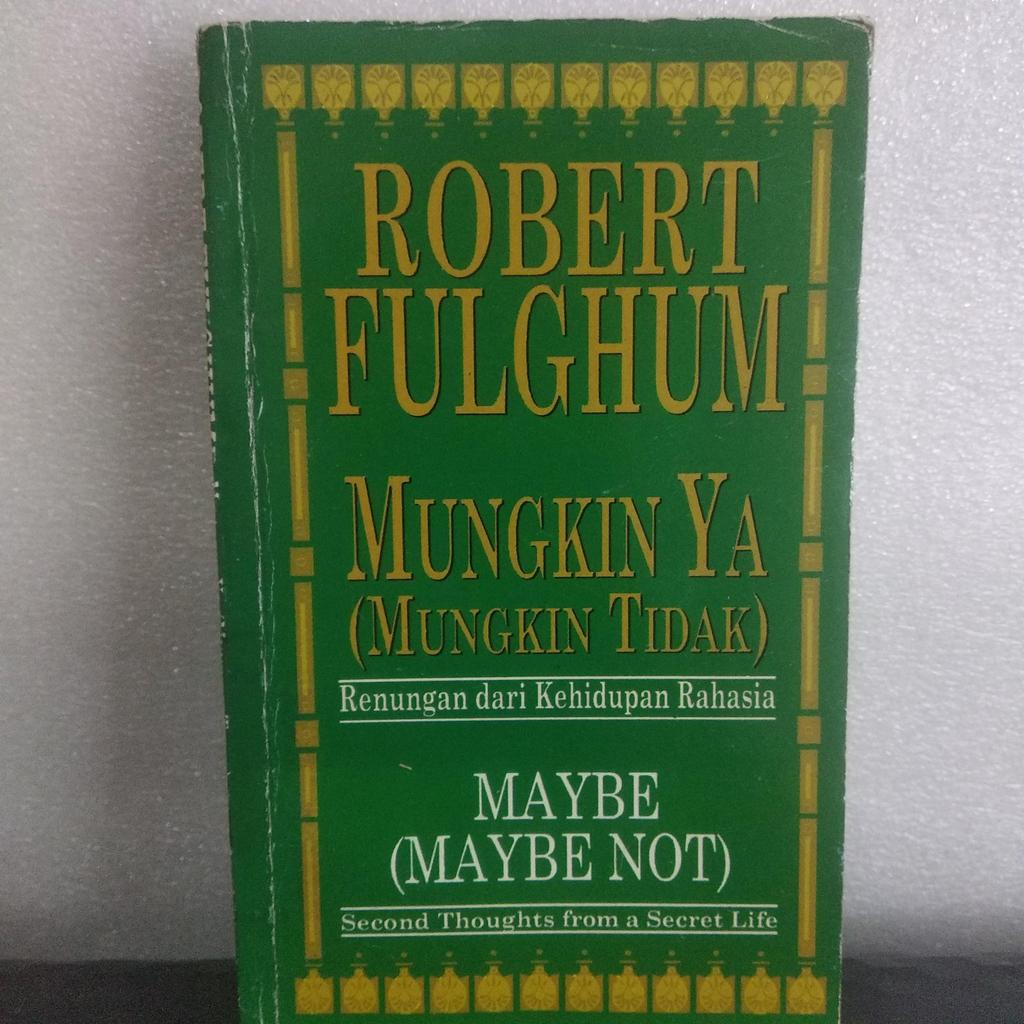 ROBERT
FULGHUM
MUNGKIN YA
(MUNGKIN TIDAK)
Renungan dari Kehidupan Rahasia
MAYBE
(MAYBE NOT)
Second Thoughts from a Secret Life